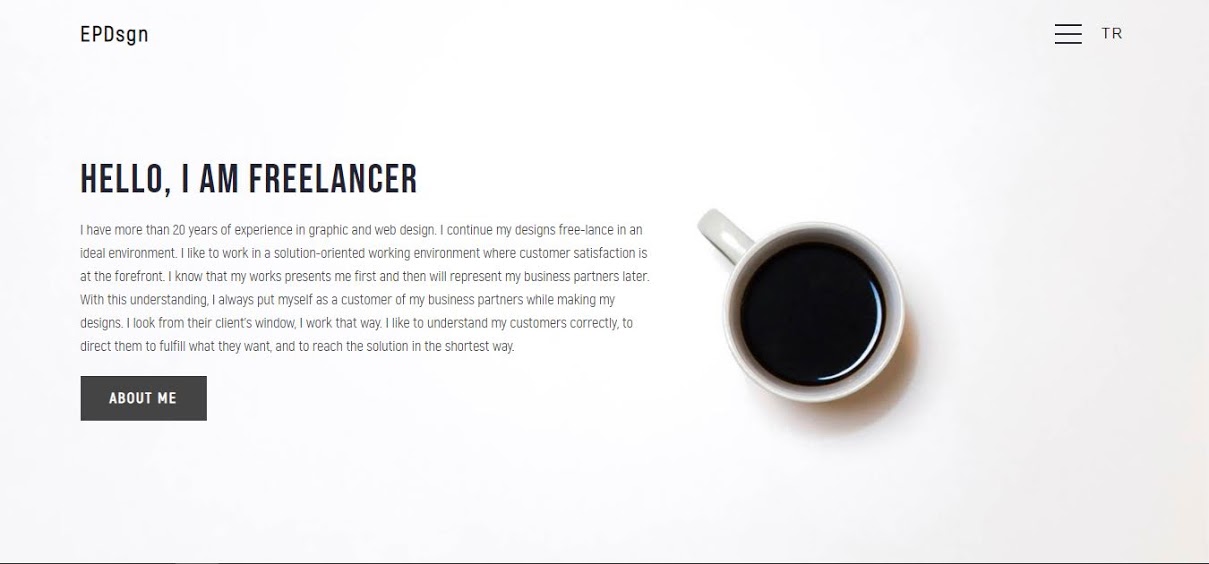 EPDsgn
TR
HELLO, I AM FREELANCER
I have more than 20 years of experience in graphic and web design. I continue my designs free-lance in an
ideal environment. I like to work in a solution-oriented working environment where customer satisfaction is
at the forefront. I know that my works presents me first and then will represent my business partners later.
With this understanding, I always put myself as a customer of my business partners while making my
designs. I look from their client's window, I work that way. I like to understand my customers correctly, to
direct them to fulfill what they want, and to reach the solution in the shortest way.
ABOUT ME